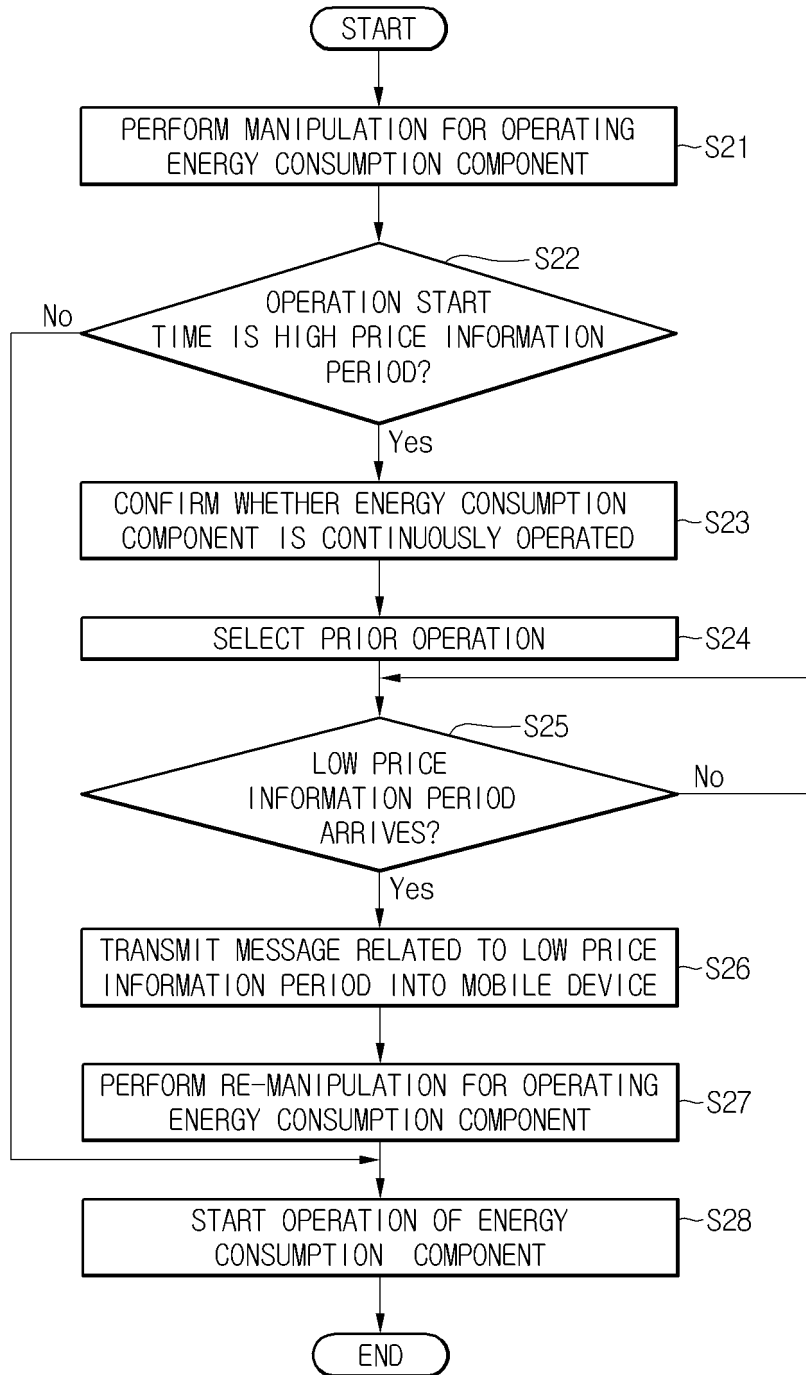 START
PERFORM MANIPULATION FOR OPERATING
ENERGY CONSUMPTION COMPONENT
S21
S22
OPERATION START
TIME IS HIGH PRICE INFORMATION
PERIOD?
No
Yes
CONFIRM WHETHER ENERGY CONSUMPTION
COMPONENT IS CONTINUOUSLY OPERATED
S23
SELECT PRIOR OPERATION
S24
S25
LOW PRICE
INFORMATION PERIOD
ARRIVES?
No
Yes
TRANSMIT MESSAGE RELATED TO LOW PRICE
INFORMATION PERIOD INTO MOBILE DEVICE
S26
PERFORM RE-MANIPULATION FOR OPERATING
ENERGY CONSUMPTION COMPONENT
S27
START OPERATION OF ENERGY
CONSUMPTION COMPONENT
S28
END